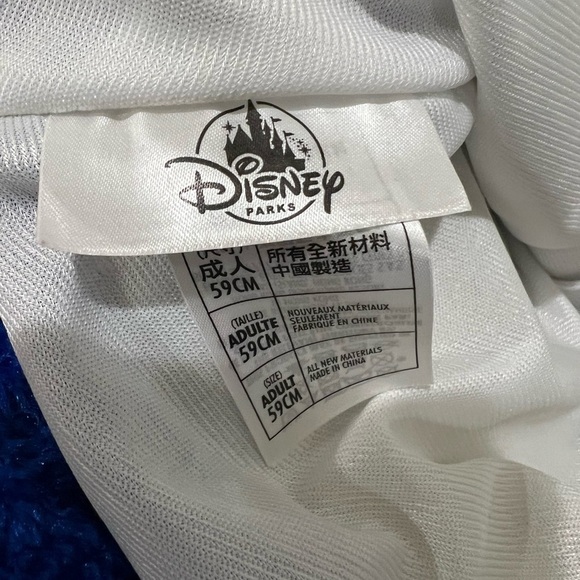 Disney
PARKS
成人
59CM
所有全新材料
中國製造
(TAILLE)
ADULTE
59CM
NOUVEAUX MATÉRIAUX
SEULEMENT
FABRIQUÉ EN CHINE
(SIZE)
ADULT
59CM
ALL NEW MATERIALS
MADE IN CHINA